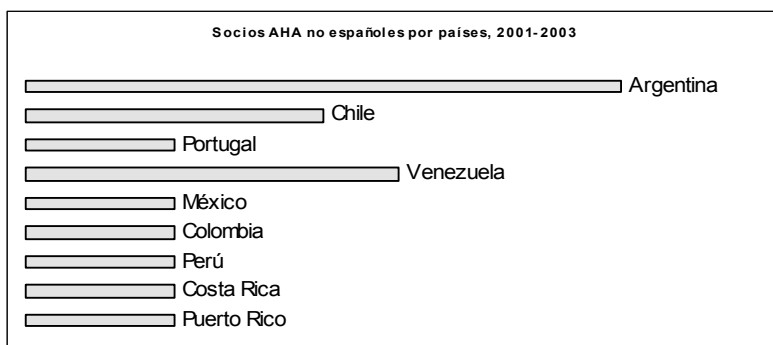 Socios AHA no españoles por países, 2001-2003
Argentina
Chile
Portugal
Venezuela
México
Colombia
Perú
Costa Rica
Puerto Rico